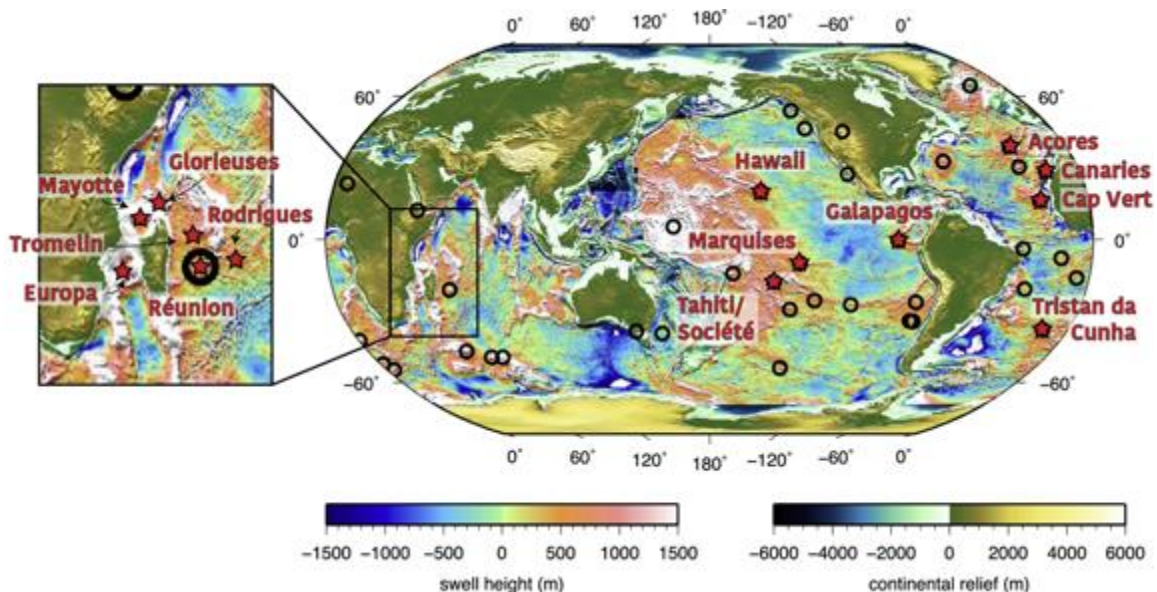 0° 60° 120° 180° −120° −60° 0°
60° 60°
Açores
Glorieuses
Hawaii
Canaries
Mayotte
Cap Vert
Rodrigues
Galapagos
0° 0°
Tromelin
Marquises
Europa
Réunion
Tahiti/
Société
Tristan da
Cunha
−60° −60°
0° 60° 120° 180° −120° −60° 0°
−1500 −1000 −500 0 500 1000 1500
swell height (m)
−6000 −4000 −2000 0 2000 4000 6000
continental relief (m)